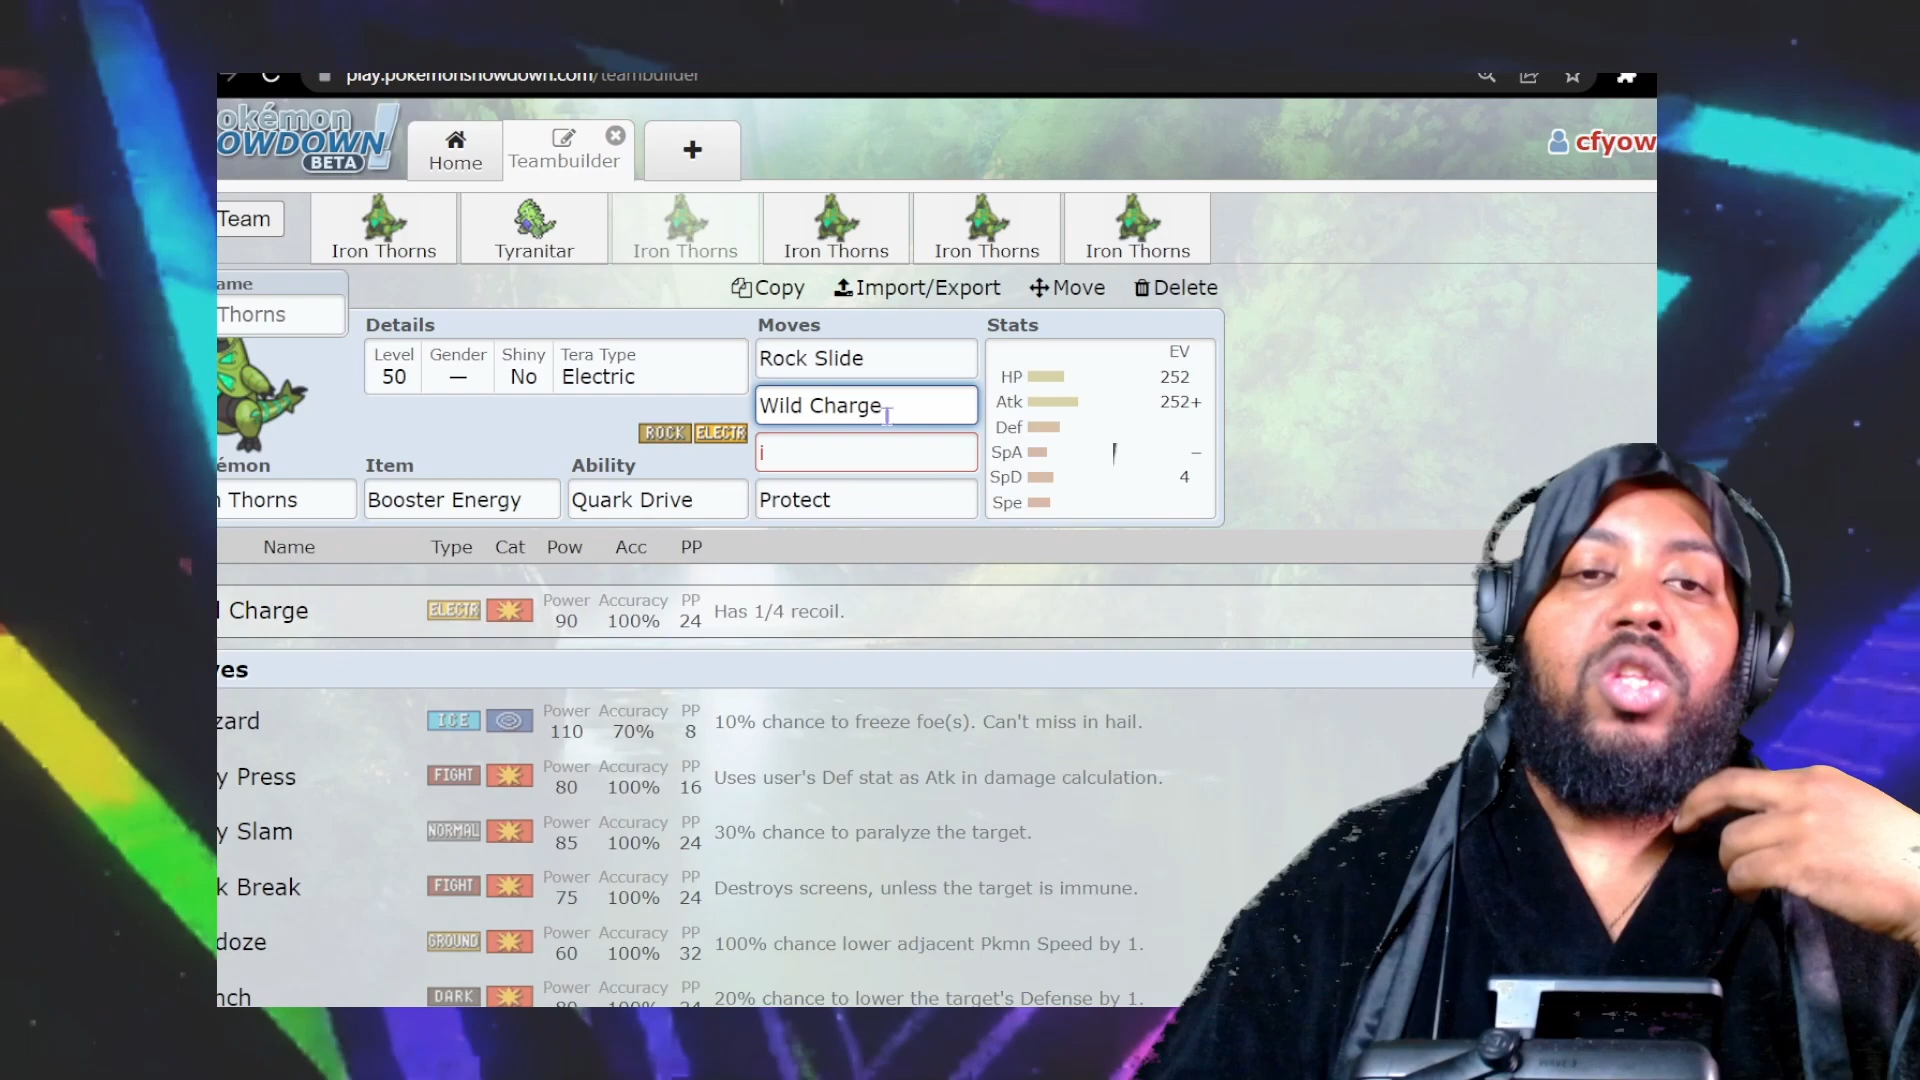 play.pokemonshowdown.com/teambuilder
okémon
OWDOWN!
BETA
Home
Teambuilder
+
cfyow
Team
Iron Thorns
Tyranitar
Iron Thorns
Iron Thorns
Iron Thorns
Iron Thorns
ame
Thorns
Copy
Import/Export
Move
Delete
Details
Moves
Stats
Level
Gender
Shiny
Tera Type
50
—
No
Electric
Rock Slide
Wild Charge
i
Protect
EV
HP 252
Atk 252+
Def
SpA –
SpD 4
Spe
ROCK ELECTR
émon
Item
Ability
n Thorns
Booster Energy
Quark Drive
Name Type Cat Pow Acc PP
d Charge ELECTR Power 90 Accuracy 100% PP 24 Has 1/4 recoil.
ves
zard ICE Power 110 Accuracy 70% PP 8 10% chance to freeze foe(s). Can't miss in hail.
y Press FIGHT Power 80 Accuracy 100% PP 16 Uses user's Def stat as Atk in damage calculation.
y Slam NORMAL Power 85 Accuracy 100% PP 24 30% chance to paralyze the target.
k Break FIGHT Power 75 Accuracy 100% PP 24 Destroys screens, unless the target is immune.
doze GROUND Power 60 Accuracy 100% PP 32 100% chance lower adjacent Pkmn Speed by 1.
nch DARK Power 80 Accuracy 100% PP 24 20% chance to lower the target's Defense by 1.